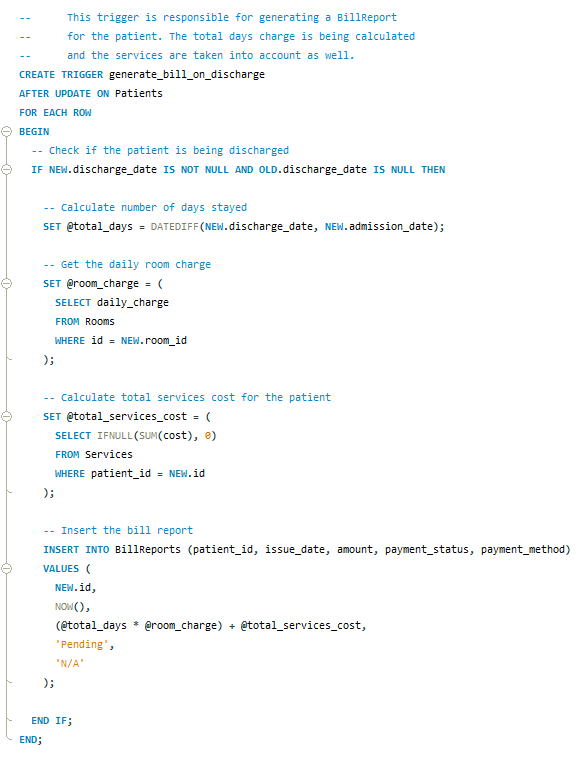 --      This trigger is responsible for generating a BillReport
--      for the patient. The total days charge is being calculated
--      and the services are taken into account as well.
CREATE TRIGGER generate_bill_on_discharge
AFTER UPDATE ON Patients
FOR EACH ROW
BEGIN
  -- Check if the patient is being discharged
  IF NEW.discharge_date IS NOT NULL AND OLD.discharge_date IS NULL THEN

    -- Calculate number of days stayed
    SET @total_days = DATEDIFF(NEW.discharge_date, NEW.admission_date);

    -- Get the daily room charge
    SET @room_charge = (
      SELECT daily_charge
      FROM Rooms
      WHERE id = NEW.room_id
    );

    -- Calculate total services cost for the patient
    SET @total_services_cost = (
      SELECT IFNULL(SUM(cost), 0)
      FROM Services
      WHERE patient_id = NEW.id
    );

    -- Insert the bill report
    INSERT INTO BillReports (patient_id, issue_date, amount, payment_status, payment_method)
    VALUES (
      NEW.id,
      NOW(),
      (@total_days * @room_charge) + @total_services_cost,
      'Pending',
      'N/A'
    );

  END IF;
END;